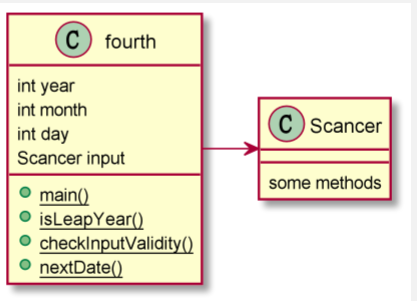 C fourth
int year
int month
int day
Scancer input
main()
isLeapYear()
checkInputValidity()
nextDate()
C Scancer
some methods